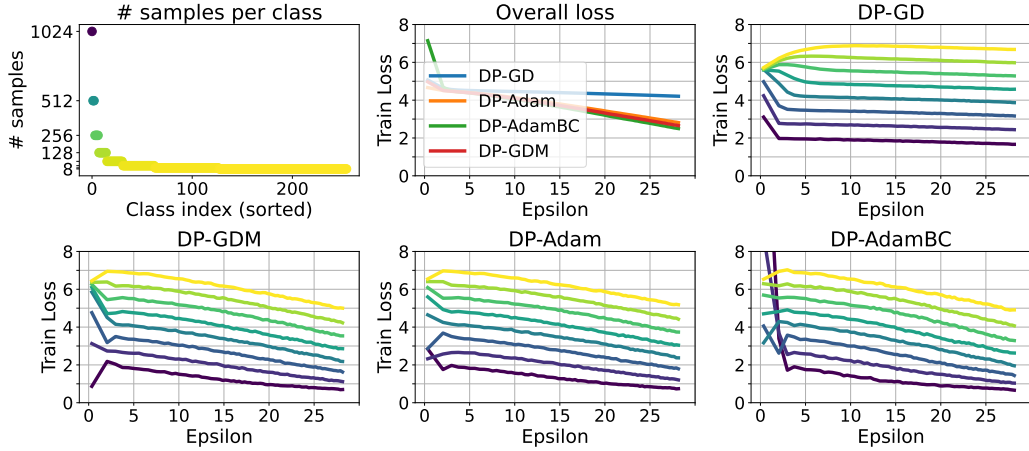 # samples per class
# samples
1024
512
256
128
8
0
200
Class index (sorted)
Overall loss
Train Loss
8
6
4
2
0
DP-GD
DP-Adam
DP-AdamBC
DP-GDM
0 5 10 15 20 25
Epsilon
DP-GD
Train Loss
8
6
4
2
0
0 5 10 15 20 25
Epsilon
DP-GDM
Train Loss
8
6
4
2
0
0 5 10 15 20 25
Epsilon
DP-Adam
Train Loss
8
6
4
2
0
0 5 10 15 20 25
Epsilon
DP-AdamBC
Train Loss
8
6
4
2
0
0 5 10 15 20 25
Epsilon